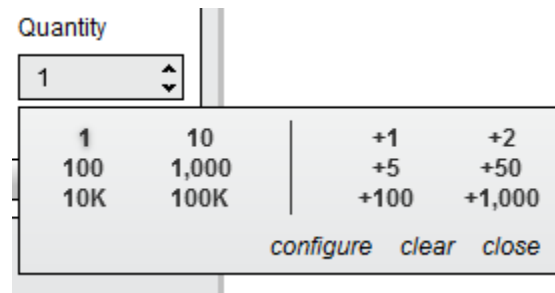 Quantity
1
1 10 +1 +2
100 1,000 +5 +50
10K 100K +100 +1,000
configure clear close